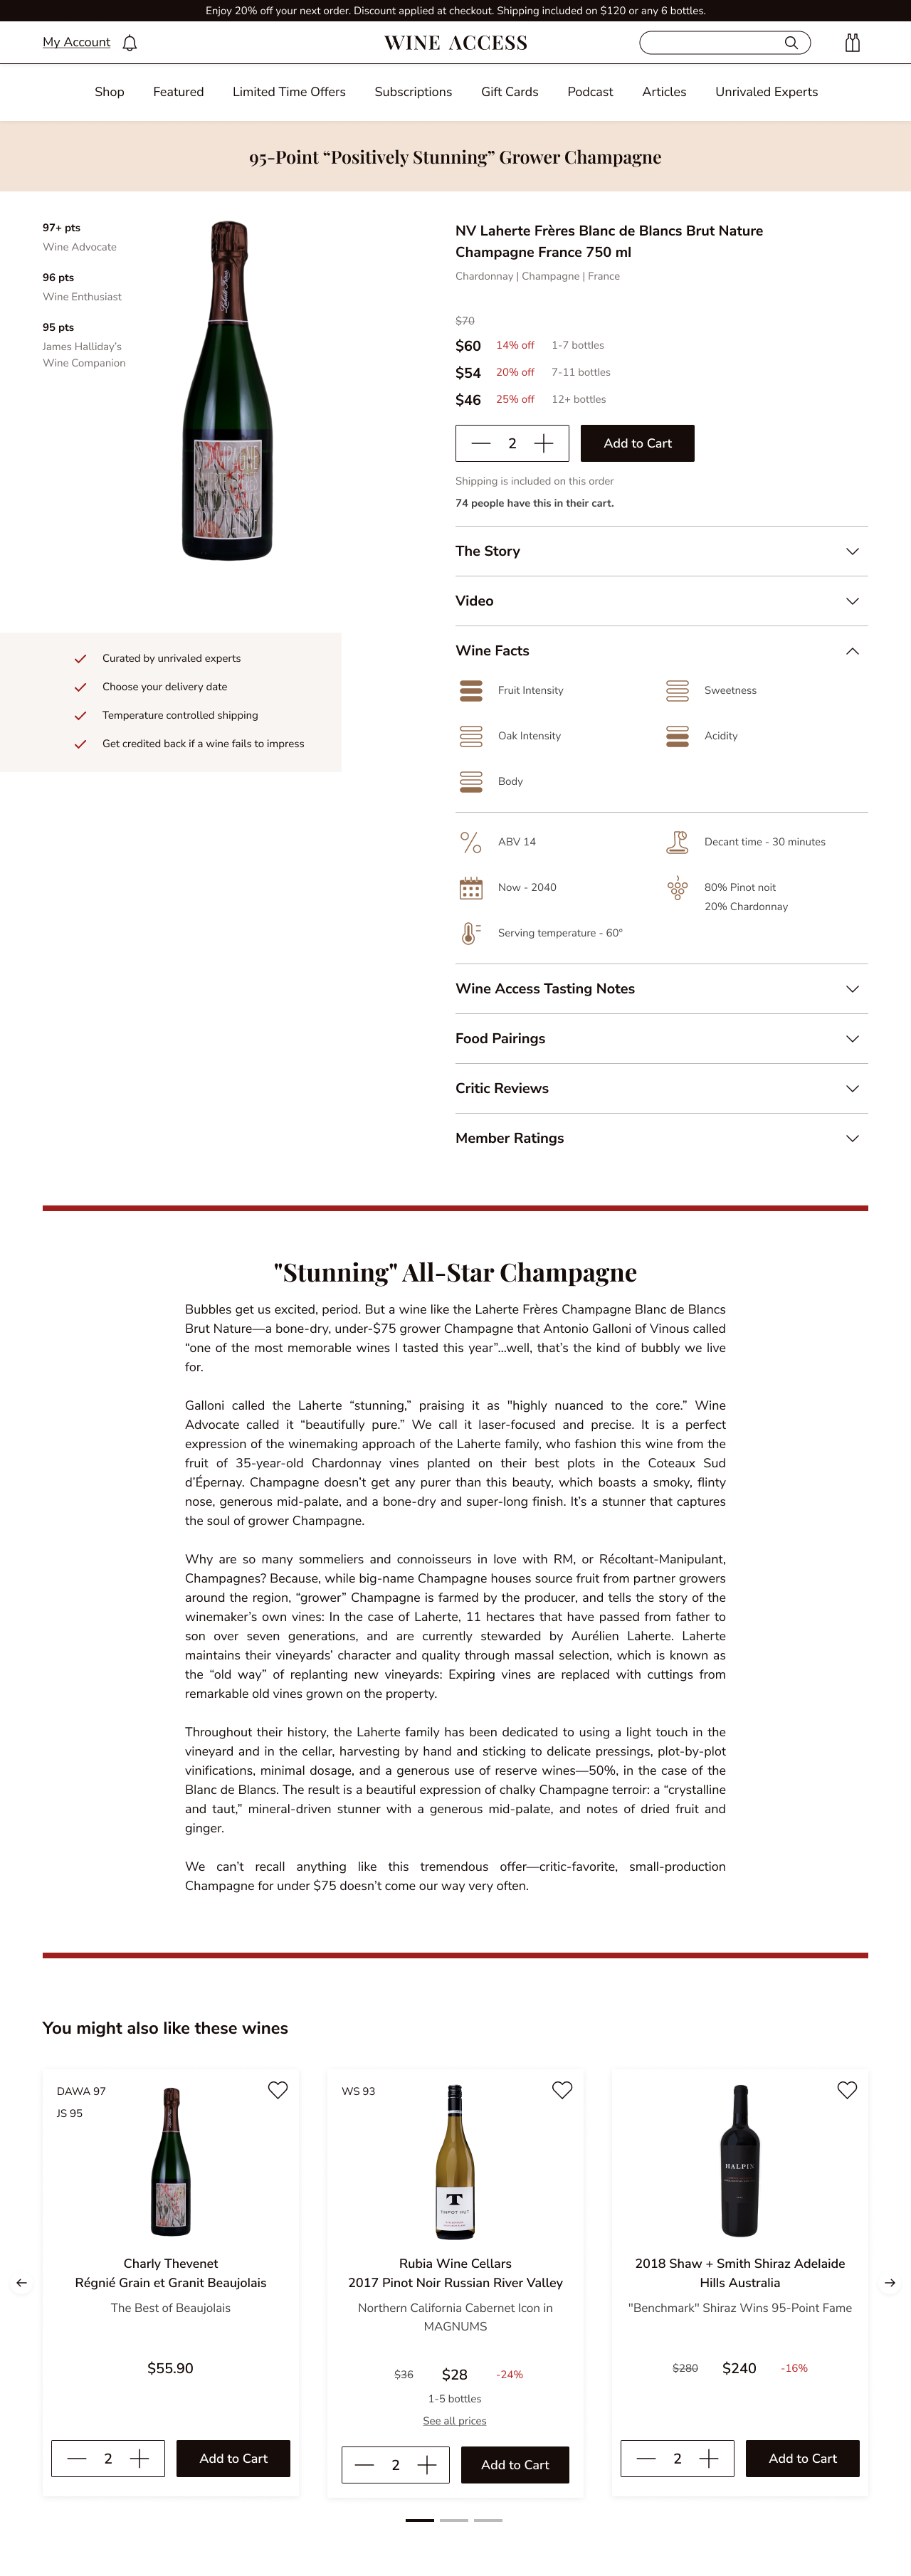 Enjoy 20% off your next order. Discount applied at checkout. Shipping included on $120 or any 6 bottles.
My Account
WINE ACCESS
Shop
Featured
Limited Time Offers
Subscriptions
Gift Cards
Podcast
Articles
Unrivaled Experts
95-Point “Positively Stunning” Grower Champagne
97+ pts
Wine Advocate
96 pts
Wine Enthusiast
95 pts
James Halliday’s
Wine Companion
NV Laherte Frères Blanc de Blancs Brut Nature
Champagne France 750 ml
Chardonnay | Champagne | France
$70
$60 14% off 1-7 bottles
$54 20% off 7-11 bottles
$46 25% off 12+ bottles
2
Add to Cart
Shipping is included on this order
74 people have this in their cart.
The Story
Video
Wine Facts
Fruit Intensity
Sweetness
Oak Intensity
Acidity
Body
ABV 14
Decant time - 30 minutes
Now - 2040
80% Pinot noit
20% Chardonnay
Serving temperature - 60°
Wine Access Tasting Notes
Food Pairings
Critic Reviews
Member Ratings
Curated by unrivaled experts
Choose your delivery date
Temperature controlled shipping
Get credited back if a wine fails to impress
"Stunning" All-Star Champagne
Bubbles get us excited, period. But a wine like the Laherte Frères Champagne Blanc de Blancs
Brut Nature—a bone-dry, under-$75 grower Champagne that Antonio Galloni of Vinous called
“one of the most memorable wines I tasted this year”...well, that’s the kind of bubbly we live
for.
Galloni called the Laherte “stunning,” praising it as "highly nuanced to the core.” Wine
Advocate called it “beautifully pure.” We call it laser-focused and precise. It is a perfect
expression of the winemaking approach of the Laherte family, who fashion this wine from the
fruit of 35-year-old Chardonnay vines planted on their best plots in the Coteaux Sud
d’Épernay. Champagne doesn’t get any purer than this beauty, which boasts a smoky, flinty
nose, generous mid-palate, and a bone-dry and super-long finish. It’s a stunner that captures
the soul of grower Champagne.
Why are so many sommeliers and connoisseurs in love with RM, or Récoltant-Manipulant,
Champagnes? Because, while big-name Champagne houses source fruit from partner growers
around the region, “grower” Champagne is farmed by the producer, and tells the story of the
winemaker’s own vines: In the case of Laherte, 11 hectares that have passed from father to
son over seven generations, and are currently stewarded by Aurélien Laherte. Laherte
maintains their vineyards’ character and quality through massal selection, which is known as
the “old way” of replanting new vineyards: Expiring vines are replaced with cuttings from
remarkable old vines grown on the property.
Throughout their history, the Laherte family has been dedicated to using a light touch in the
vineyard and in the cellar, harvesting by hand and sticking to delicate pressings, plot-by-plot
vinifications, minimal dosage, and a generous use of reserve wines—50%, in the case of the
Blanc de Blancs. The result is a beautiful expression of chalky Champagne terroir: a “crystalline
and taut,” mineral-driven stunner with a generous mid-palate, and notes of dried fruit and
ginger.
We can’t recall anything like this tremendous offer—critic-favorite, small-production
Champagne for under $75 doesn’t come our way very often.
You might also like these wines
DAWA 97
JS 95
Charly Thevenet
Régnié Grain et Granit Beaujolais
The Best of Beaujolais
$55.90
2
Add to Cart
WS 93
T
TRIPOT HUT
Rubia Wine Cellars
2017 Pinot Noir Russian River Valley
Northern California Cabernet Icon in
MAGNUMS
$36 $28 -24%
1-5 bottles
See all prices
2
Add to Cart
HALPIN
2018 Shaw + Smith Shiraz Adelaide
Hills Australia
"Benchmark" Shiraz Wins 95-Point Fame
$280 $240 -16%
2
Add to Cart